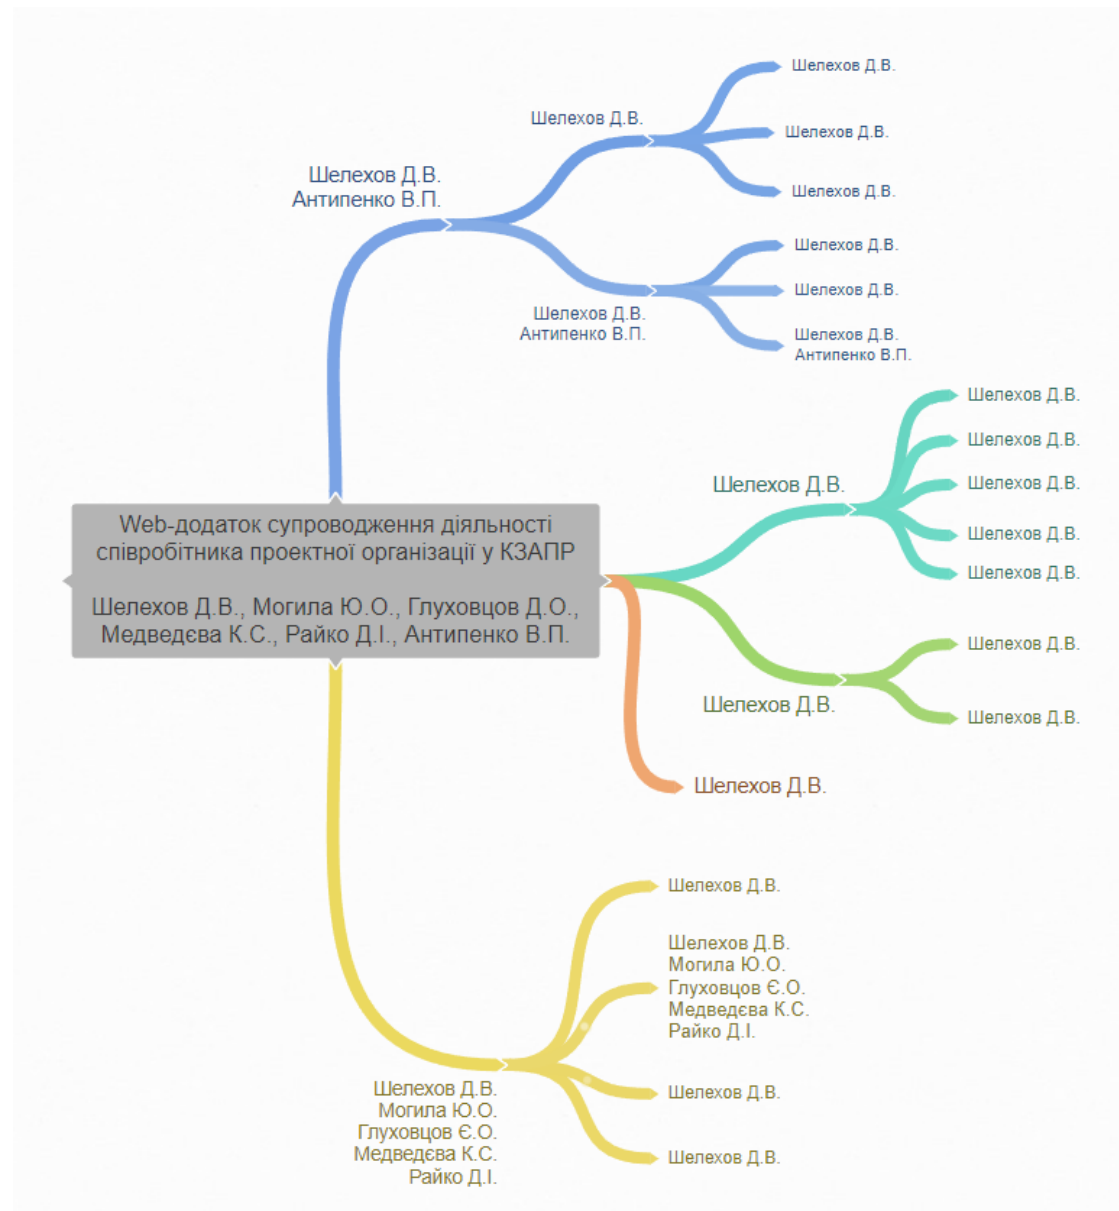 Шелехов Д.В.
Шелехов Д.В.
Шелехов Д.В.
Шелехов Д.В.
Шелехов Д.В.
Антипенко В.П.
Шелехов Д.В.
Шелехов Д.В.
Шелехов Д.В.
Антипенко В.П.
Шелехов Д.В.
Антипенко В.П.
Шелехов Д.В.
Шелехов Д.В.
Шелехов Д.В.
Шелехов Д.В.
Шелехов Д.В.
Шелехов Д.В.
Web-додаток супроводження діяльності
співробітника проектної організації у КЗАПР
Шелехов Д.В., Могила Ю.О., Глуховцов Д.О.,
Медведєва К.С., Райко Д.І., Антипенко В.П.
Шелехов Д.В.
Шелехов Д.В.
Шелехов Д.В.
Шелехов Д.В.
Шелехов Д.В.
Шелехов Д.В.
Могила Ю.О.
Глуховцов Є.О.
Медведєва К.С.
Райко Д.І.
Шелехов Д.В.
Могила Ю.О.
Глуховцов Є.О.
Медведєва К.С.
Райко Д.І.
Шелехов Д.В.
Шелехов Д.В.